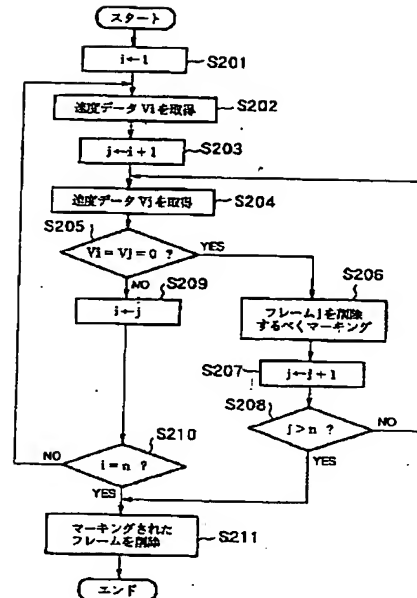 スタート
i←1
S201
速度データ Viを取得
S202
j←i+1
S203
速度データ Vjを取得
S204
S205
Vi=Vj=0 ?
YES
NO
S209
i←j
S206
フレームjを削除
するべくマーキング
S207
j←j+1
S208
j>n ?
NO
YES
S210
i=n ?
NO
YES
マーキングされた
フレームを削除
S211
エンド